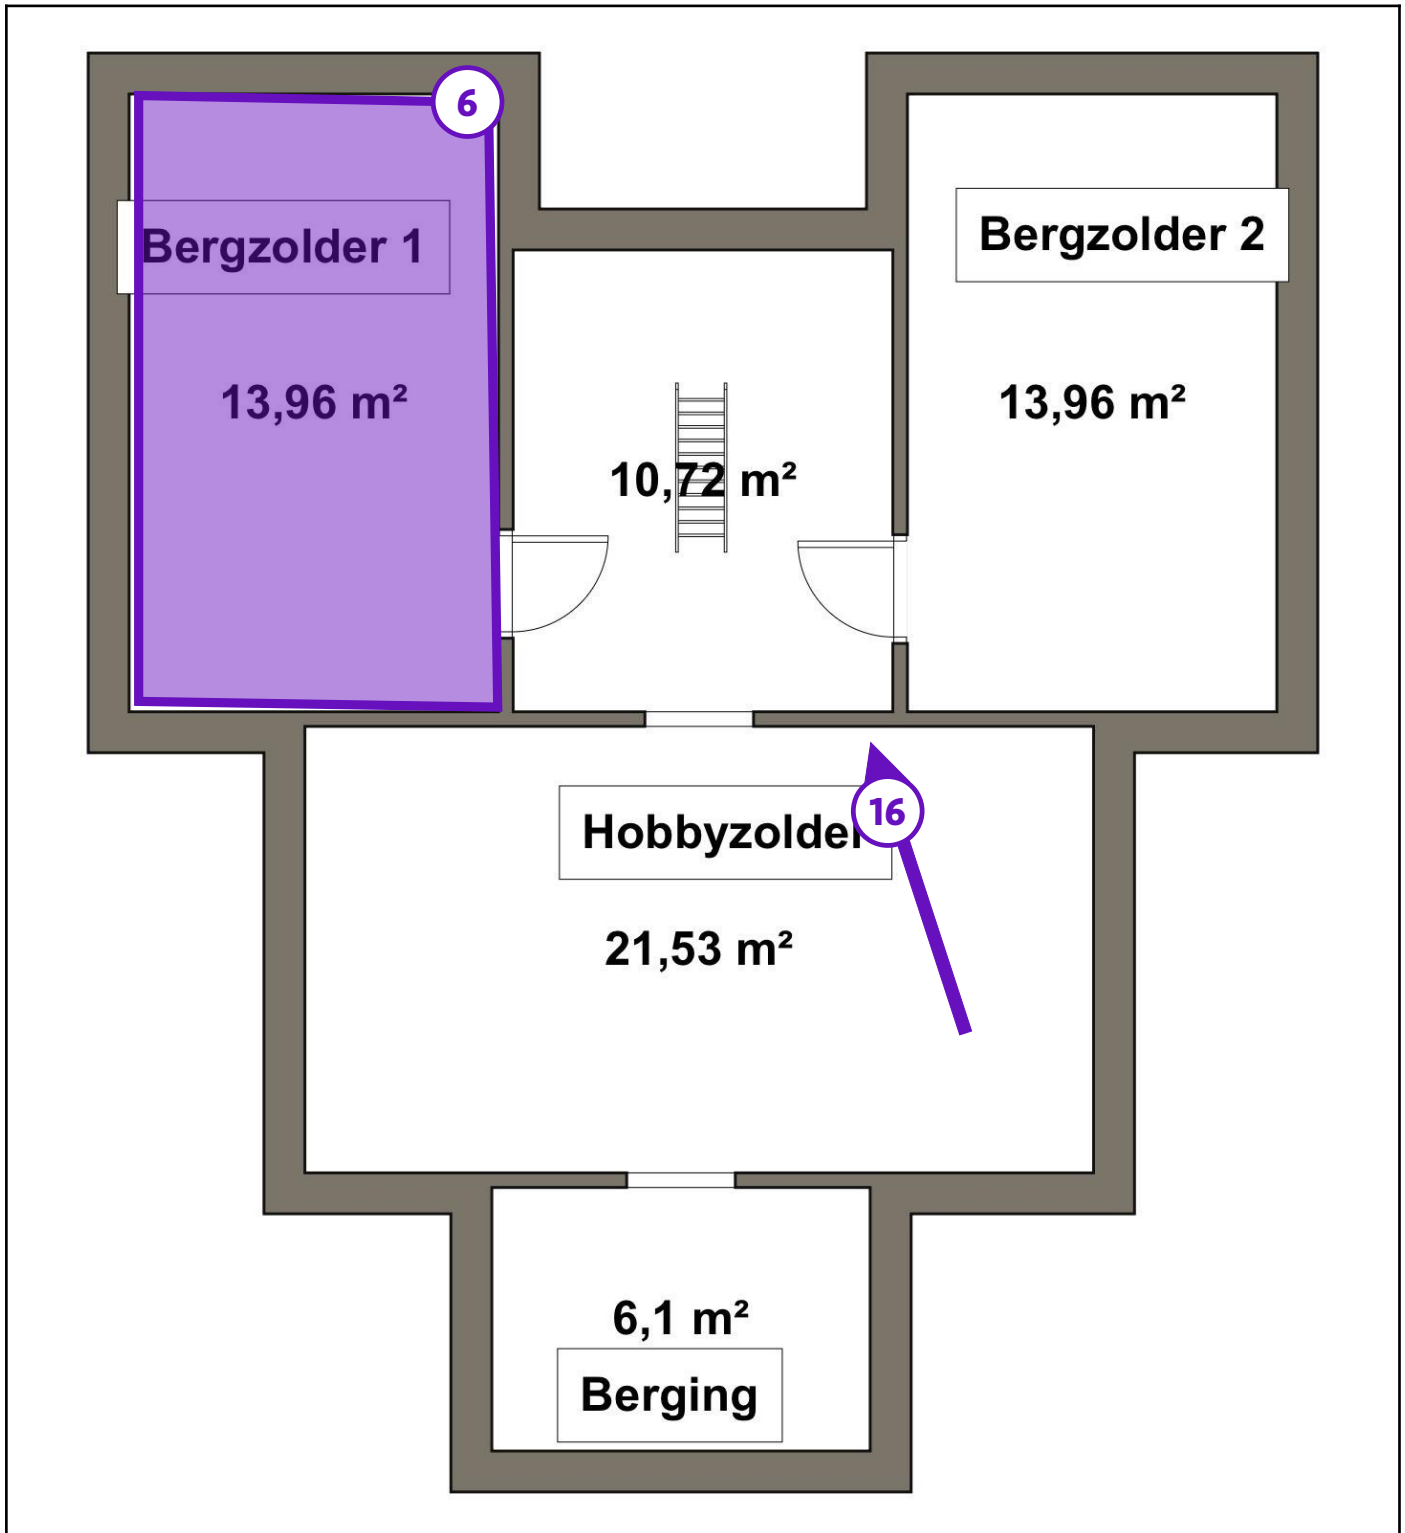 6
Bergzolder 1
Bergzolder 2
13,96 m²
13,96 m²
10,72 m²
16
Hobbyzolder
21,53 m²
6,1 m²
Berging